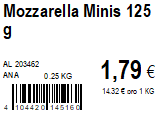 Mozzarella Minis 125
g
AL 203462
ANA 0.25 KG
1,79 €
14.32 € pro 1 KG
4 104420 145160